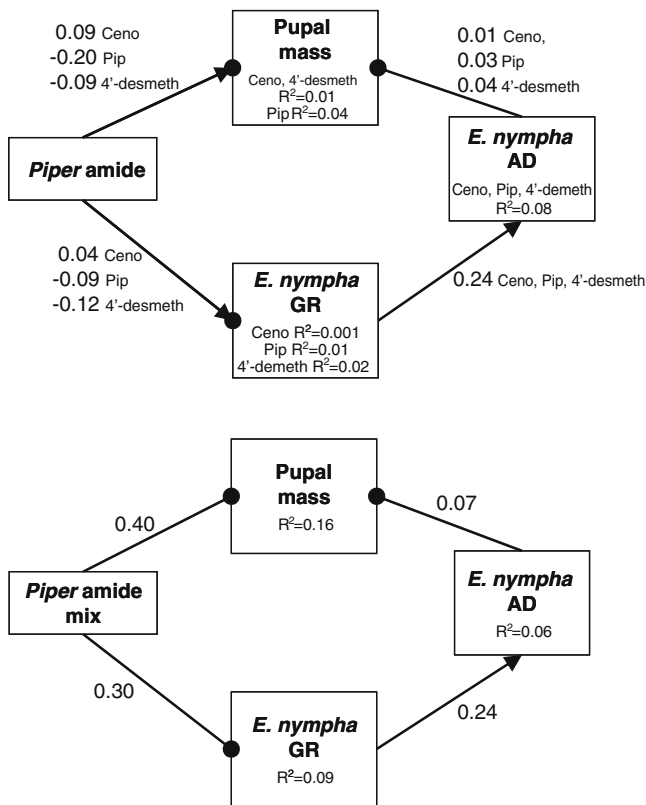 0.09 Ceno
-0.20 Pip
-0.09 4'-desmeth
Pupal
mass
Ceno, 4'-desmeth
R²=0.01
Pip R²=0.04
0.01 Ceno,
0.03 Pip
0.04 4'-desmeth
Piper amide
E. nympha
AD
Ceno, Pip, 4'-demeth
R²=0.08
0.04 Ceno
-0.09 Pip
-0.12 4'-desmeth
E. nympha
GR
Ceno R²=0.001
Pip R²=0.01
4'-demeth R²=0.02
0.24 Ceno, Pip, 4'-desmeth
Pupal
mass
R²=0.16
0.40
0.07
Piper amide
mix
E. nympha
AD
R²=0.06
0.30
E. nympha
GR
R²=0.09
0.24